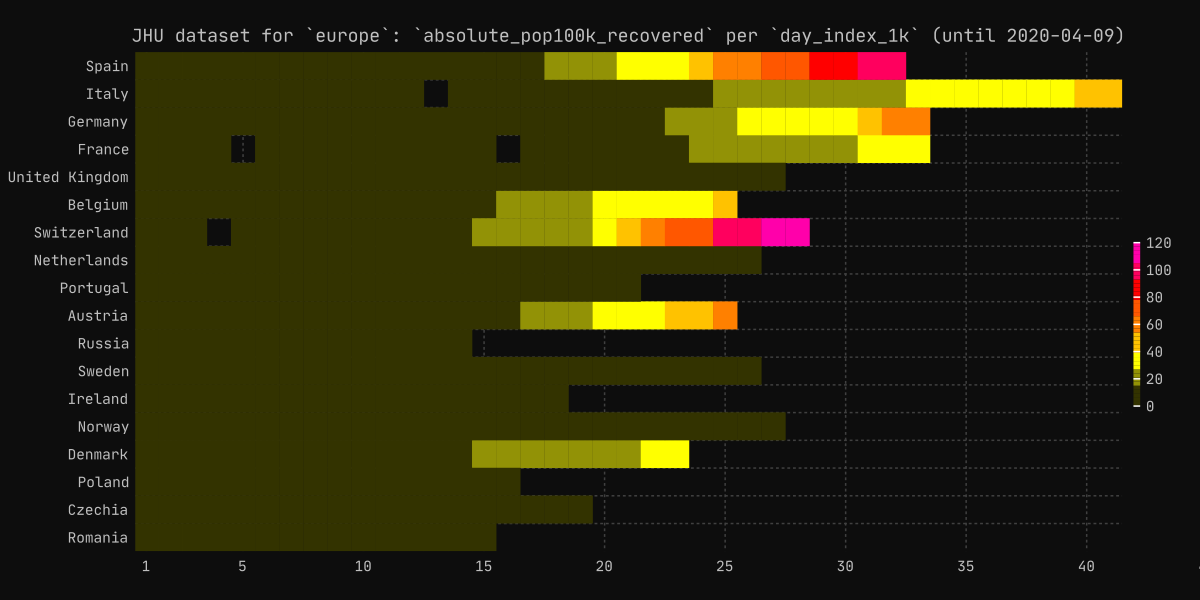 JHU dataset for `europe`: `absolute_pop100k_recovered` per `day_index_1k` (until 2020-04-09)
Spain
Italy
Germany
France
United Kingdom
Belgium
Switzerland
Netherlands
Portugal
Austria
Russia
Sweden
Ireland
Norway
Denmark
Poland
Czechia
Romania
120
100
80
60
40
20
0
1 5 10 15 20 25 30 35 40